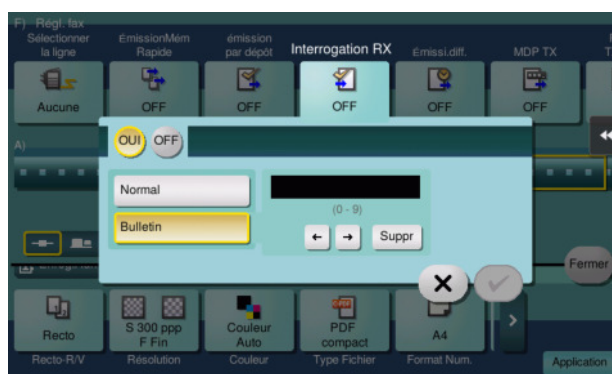 F) Régl. fax
Sélectionner
la ligne
ÉmissionMém
Rapide
émission
par dépôt
Interrogation RX
Émissi.diff.
MDP TX
Aucune
OFF
OFF
OFF
OFF
OFF
A)
OUI
OFF
Normal
Bulletin
(0 - 9)
←
→
Suppr
Fermer
Recto
S 300 ppp
F Fin
Couleur
Auto
PDF
compact
A4
Recto-R/V
Résolution
Couleur
Type Fichier
Format Num.
Application